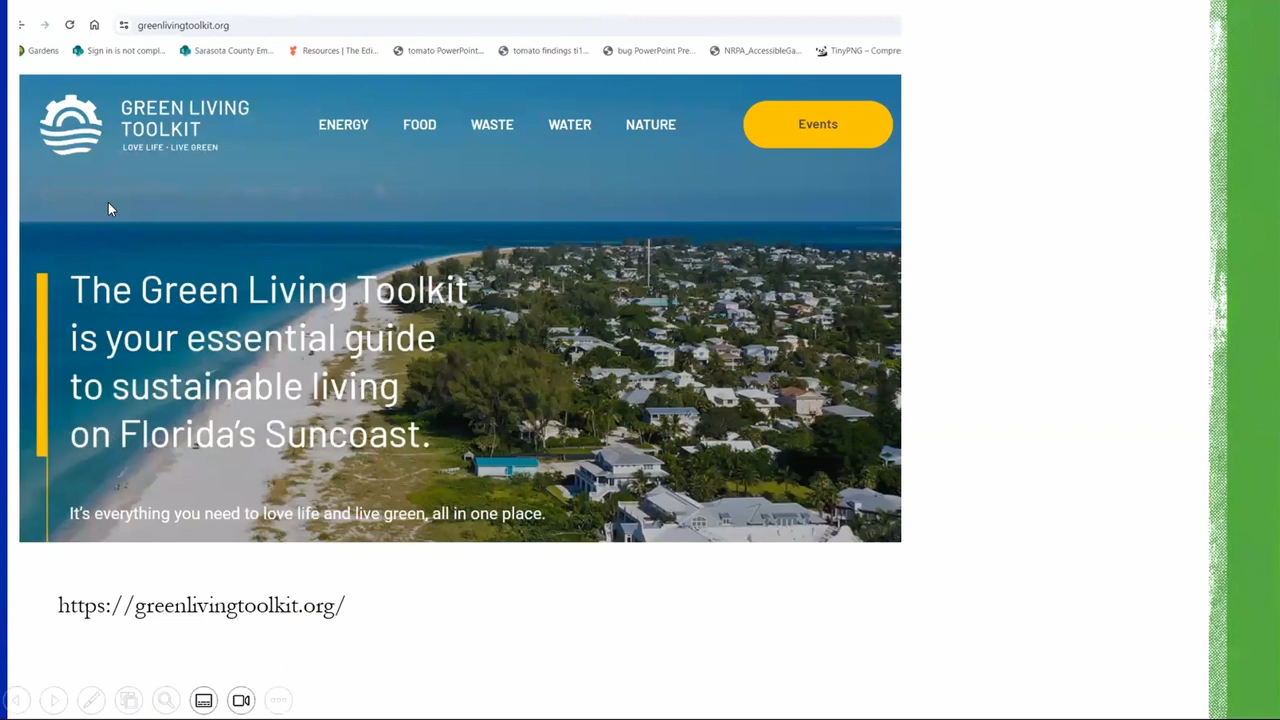 greenlivingtoolkit.org
Gardens
Sign in is not compl...
Sarasota County Em...
Resources | The Edi...
tomato PowerPoint...
tomato findings ti1...
bug PowerPoint Pre...
NRPA_AccessibleGa...
TinyPNG – Compres
GREEN LIVING
TOOLKIT
LOVE LIFE · LIVE GREEN
ENERGY
FOOD
WASTE
WATER
NATURE
Events
The Green Living Toolkit
is your essential guide
to sustainable living
on Florida's Suncoast.
It's everything you need to love life and live green, all in one place.
https://greenlivingtoolkit.org/